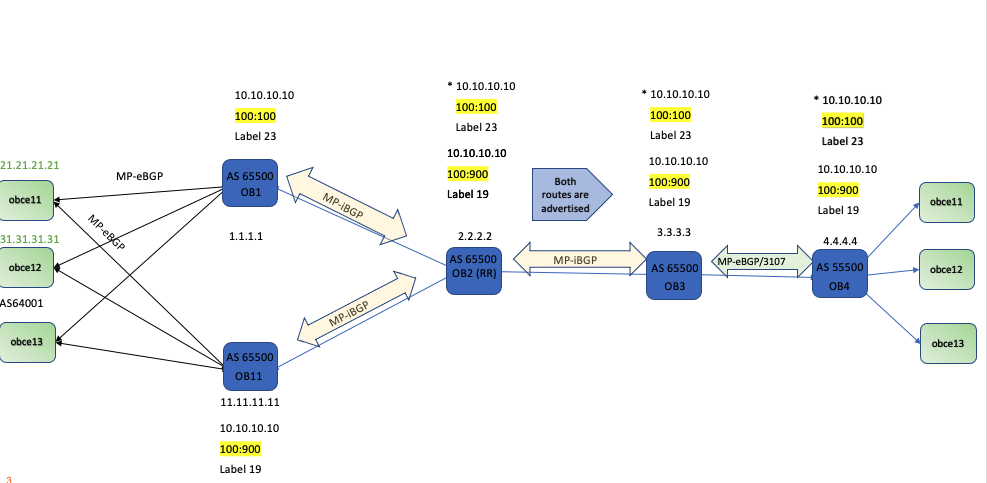 10.10.10.10
100:100
Label 23
* 10.10.10.10
100:100
Label 23
10.10.10.10
100:900
Label 19
* 10.10.10.10
100:100
Label 23
10.10.10.10
100:900
Label 19
* 10.10.10.10
100:100
Label 23
10.10.10.10
100:900
Label 19
21.21.21.21
obce11
31.31.31.31
obce12
AS64001
obce13
MP-eBGP
MP-eBGP
AS 65500
OB1
1.1.1.1
MP-iBGP
MP-iBGP
AS 65500
OB11
11.11.11.11
10.10.10.10
100:900
Label 19
2.2.2.2
AS 65500
OB2 (RR)
Both
routes are
advertised
MP-iBGP
3.3.3.3
AS 65500
OB3
MP-eBGP/3107
4.4.4.4
AS 55500
OB4
obce11
obce12
obce13
3